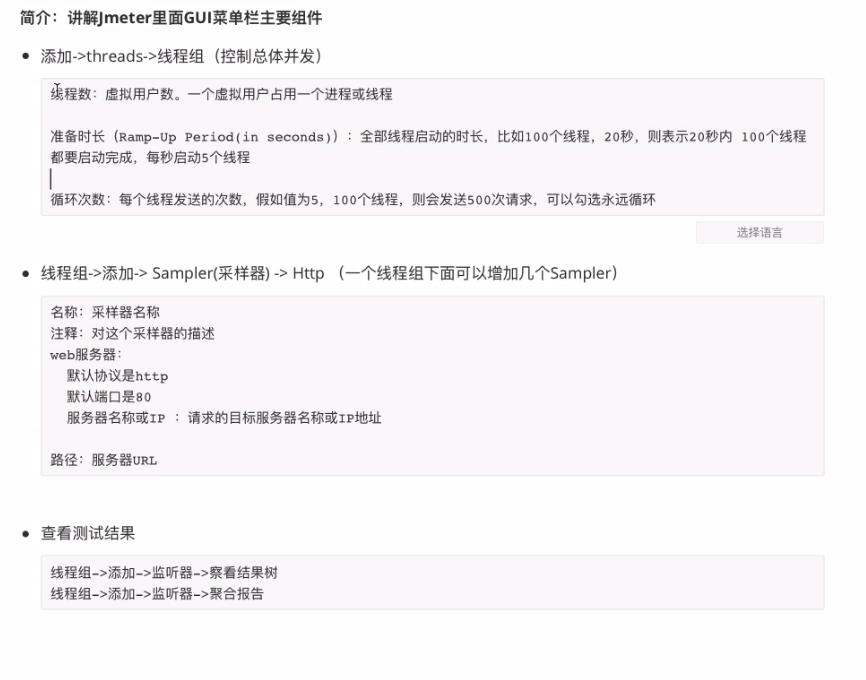 简介：讲解Jmeter里面GUI菜单栏主要组件
添加->threads->线程组（控制总体并发）
线程数：虚拟用户数。一个虚拟用户占用一个进程或线程
准备时长（Ramp-Up Period(in seconds)）：全部线程启动的时长，比如100个线程，20秒，则表示20秒内 100个线程
都要启动完成，每秒启动5个线程
循环次数：每个线程发送的次数，假如值为5，100个线程，则会发送500次请求，可以勾选永远循环
选择语言
线程组->添加-> Sampler(采样器) -> Http （一个线程组下面可以增加几个Sampler）
名称：采样器名称
注释：对这个采样器的描述
web服务器：
默认协议是http
默认端口是80
服务器名称或IP ：请求的目标服务器名称或IP地址
路径：服务器URL
查看测试结果
线程组->添加->监听器->察看结果树
线程组->添加->监听器->聚合报告